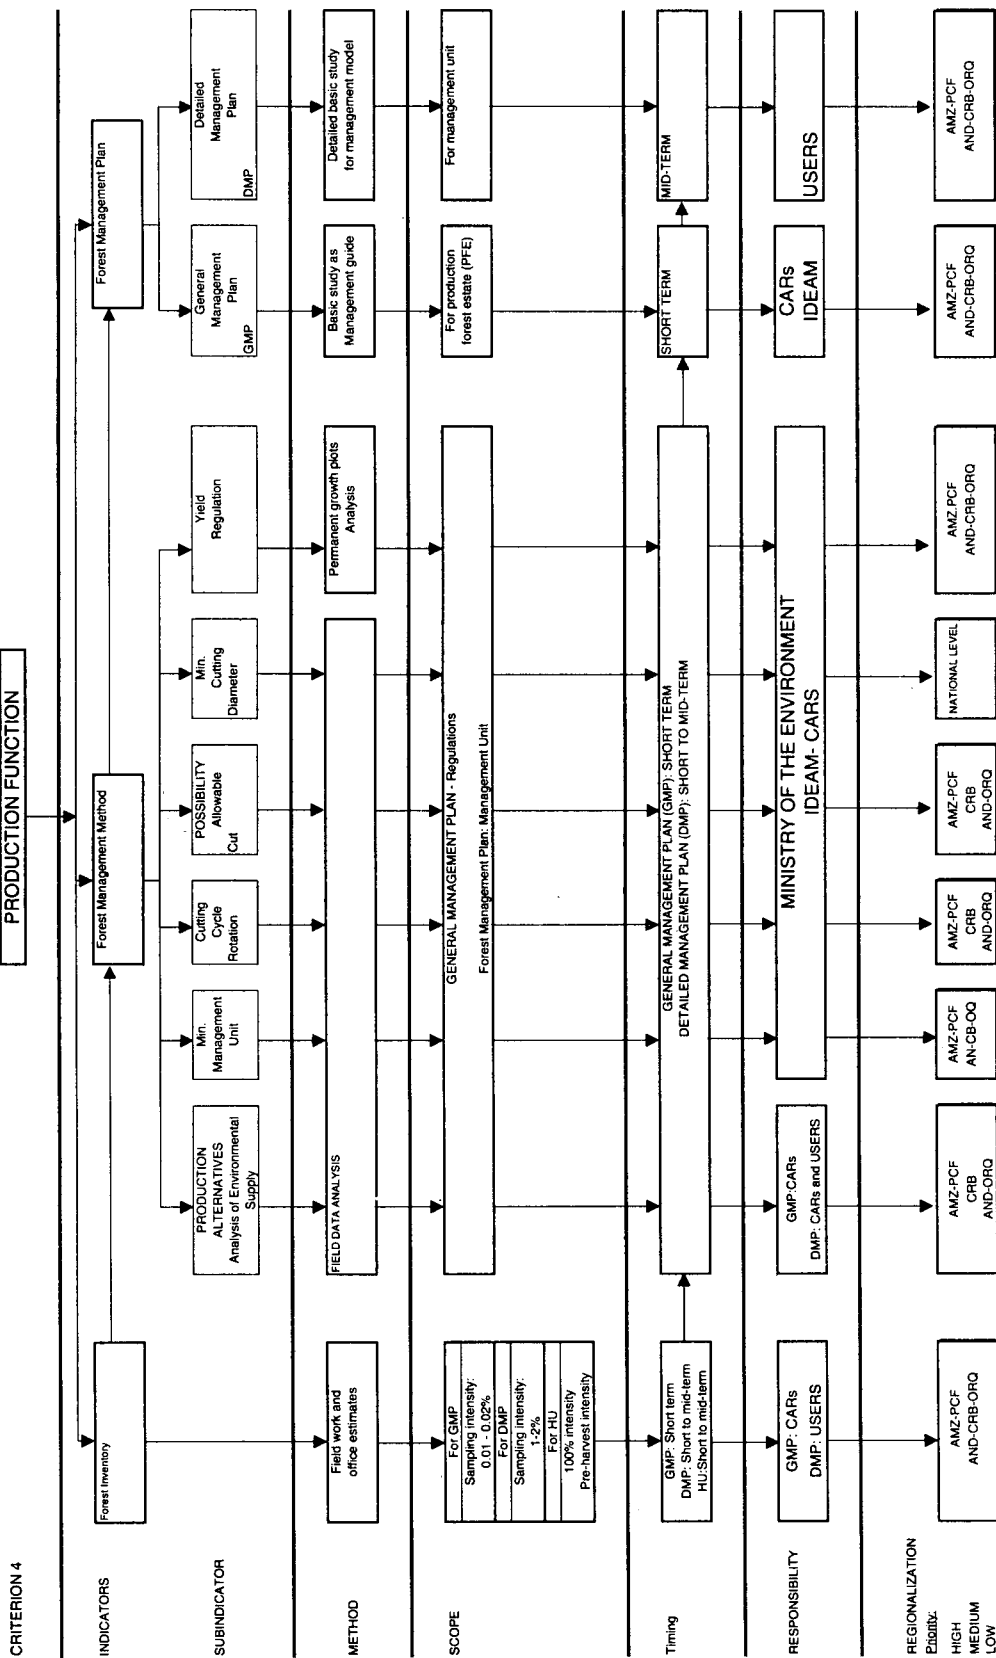 CRITERION 4
PRODUCTION FUNCTION
INDICATORS
Forest Inventory
Forest Management Method
Forest Management Plan
SUBINDICATOR
PRODUCTION
ALTERNATIVES
Analysis of Environmental
Supply
Min.
Management
Unit
Cutting
Cycle
Rotation
POSSIBILITY
Allowable
Cut
Min.
Cutting
Diameter
Yield
Regulation
General
Management
Plan
GMP
Detailed
Management
Plan
DMP
METHOD
Field work and
office estimates
FIELD DATA ANALYSIS
Permanent growth plots
Analysis
Basic study as
Management guide
Detailed basic study
for management model
SCOPE
For GMP
Sampling intensity:
0.01 - 0.02%
For DMP
Sampling intensity:
1-2%
For HU
100% intensity
Pre-harvest intensity
GENERAL MANAGEMENT PLAN - Regulations
Forest Management Plan: Management Unit
For production
forest estate (PFE)
For management unit
Timing
GMP: Short term
DMP: Short to mid-term
HU:Short to mid-term
GENERAL MANAGEMENT PLAN (GMP): SHORT TERM
DETAILED MANAGEMENT PLAN (DMP): SHORT TO MID-TERM
SHORT TERM
MID-TERM
RESPONSIBILITY
GMP: CARs
DMP: USERS
GMP:CARs
DMP: CARs and USERS
MINISTRY OF THE ENVIRONMENT
IDEAM- CARS
CARs
IDEAM
USERS
REGIONALIZATION
Priority:
HIGH
MEDIUM
LOW
AMZ-PCF
AND-CRB-ORQ
AMZ-PCF
CRB
AND-ORQ
AMZ-PCF
AN-CB-OQ
AMZ-PCF
CRB
AND-ORQ
AMZ-PCF
CRB
AND-ORQ
NATIONAL LEVEL
AMZ.PCF
AND-CRB-ORQ
AMZ-PCF
AND-CRB-ORQ
AMZ-PCF
AND-CRB-ORQ